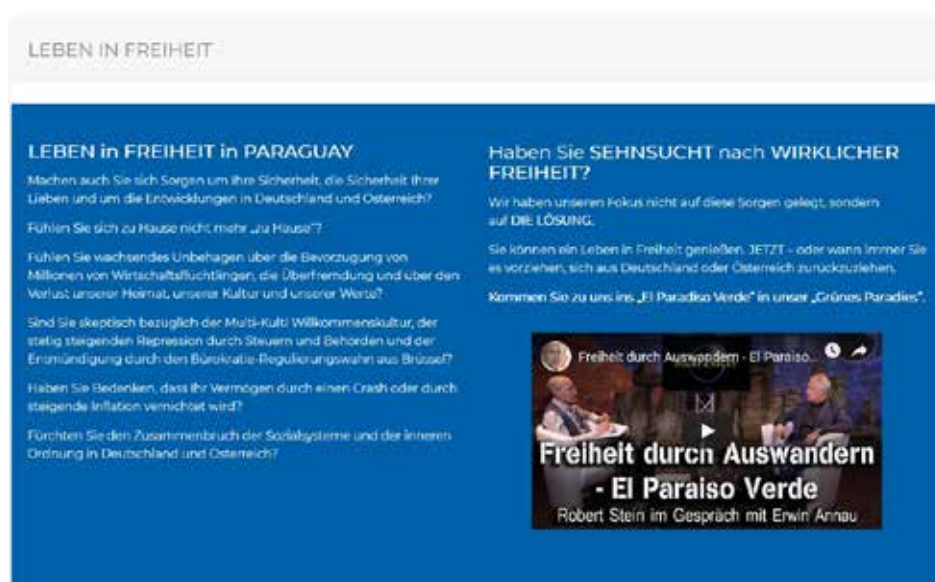 LEBEN IN FREIHEIT
LEBEN in FREIHEIT in PARAGUAY
Machen auch Sie sich Sorgen um Ihre Sicherheit, die Sicherheit Ihrer
Lieben und um die Entwicklungen in Deutschland und Österreich?
Fühlen Sie sich zu Hause nicht mehr „zu Hause"?
Fühlen Sie wachsendes Unbehagen über die Bevorzugung von
Millionen von Wirtschaftsflüchtlingen, die Überfremdung und über den
Verlust unserer Heimat, unserer Kultur und unserer Werte?
Sind Sie skeptisch bezüglich der Multi-Kulti Willkommenskultur, der
stetig steigenden Repression durch Steuern und Behörden und der
Entmündigung durch den Bürokratie-Regulierungswahn aus Brüssel?
Haben Sie Bedenken, dass Ihr Vermögen durch einen Crash oder durch
steigende Inflation vernichtet wird?
Fürchten Sie den Zusammenbruch der Sozialsysteme und der inneren
Ordnung in Deutschland und Österreich?
Haben Sie SEHNSUCHT nach WIRKLICHER
FREIHEIT?
Wir haben unseren Fokus nicht auf diese Sorgen gelegt, sondern
auf DIE LÖSUNG.
Sie können ein Leben in Freiheit genießen. JETZT – oder wann immer Sie
es vorziehen, sich aus Deutschland oder Österreich zurückzuziehen.
Kommen Sie zu uns ins „El Paradiso Verde" in unser „Grünes Paradies".
Freiheit durch Auswandern - El Paraiso...
Freiheit durch Auswandern
- El Paraiso Verde
Robert Stein im Gespräch mit Erwin Annau